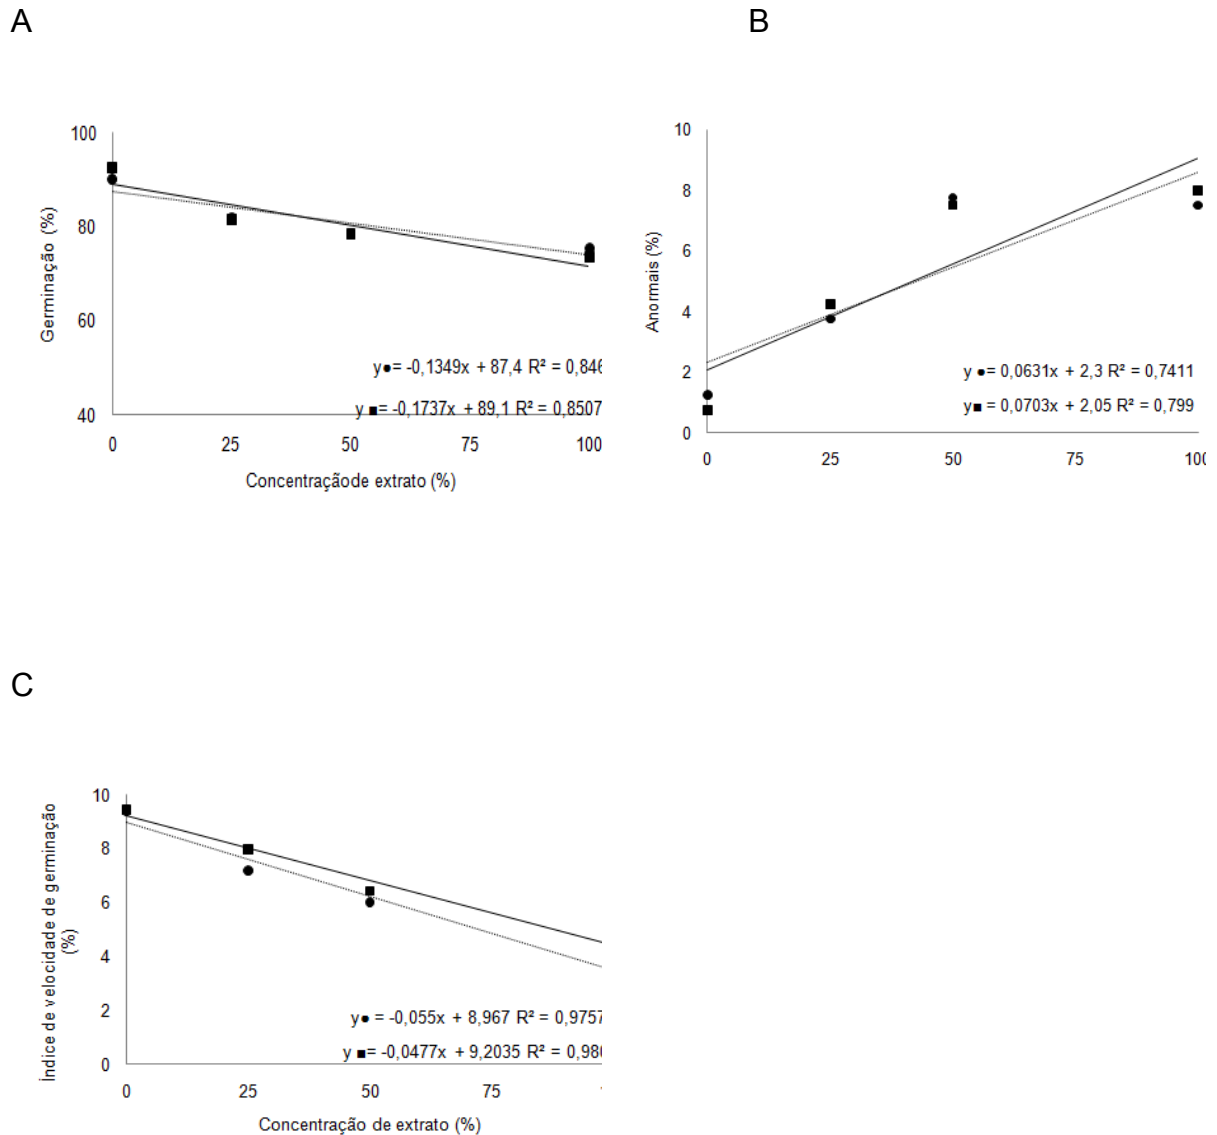 A
B
100
80
60
40
Germinação (%)
y●= -0,1349x + 87,4 R² = 0,846
y ■= -0,1737x + 89,1 R² = 0,8507
0 25 50 75 100
Concentraçãode extrato (%)
10
8
6
4
2
0
Anormais (%)
y ●= 0,0631x + 2,3 R² = 0,7411
y■= 0,0703x + 2,05 R² = 0,799
0 25 50 75 100
C
10
8
6
4
2
0
Índice de velocidade de germinação
(%)
y● = -0,055x + 8,967 R² = 0,9757
y ■= -0,0477x + 9,2035 R² = 0,980
0 25 50 75
Concentração de extrato (%)